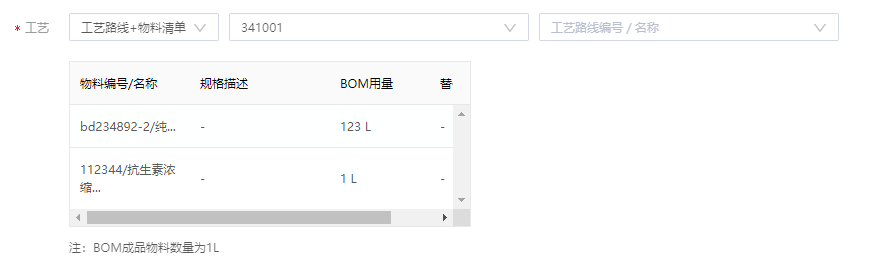 * 工艺 工艺路线+物料清单 341001 工艺路线编号 / 名称
物料编号/名称 规格描述 BOM用量 替
bd234892-2/纯... - 123 L -
112344/抗生素浓
缩... - 1 L -
注：BOM成品物料数量为1L